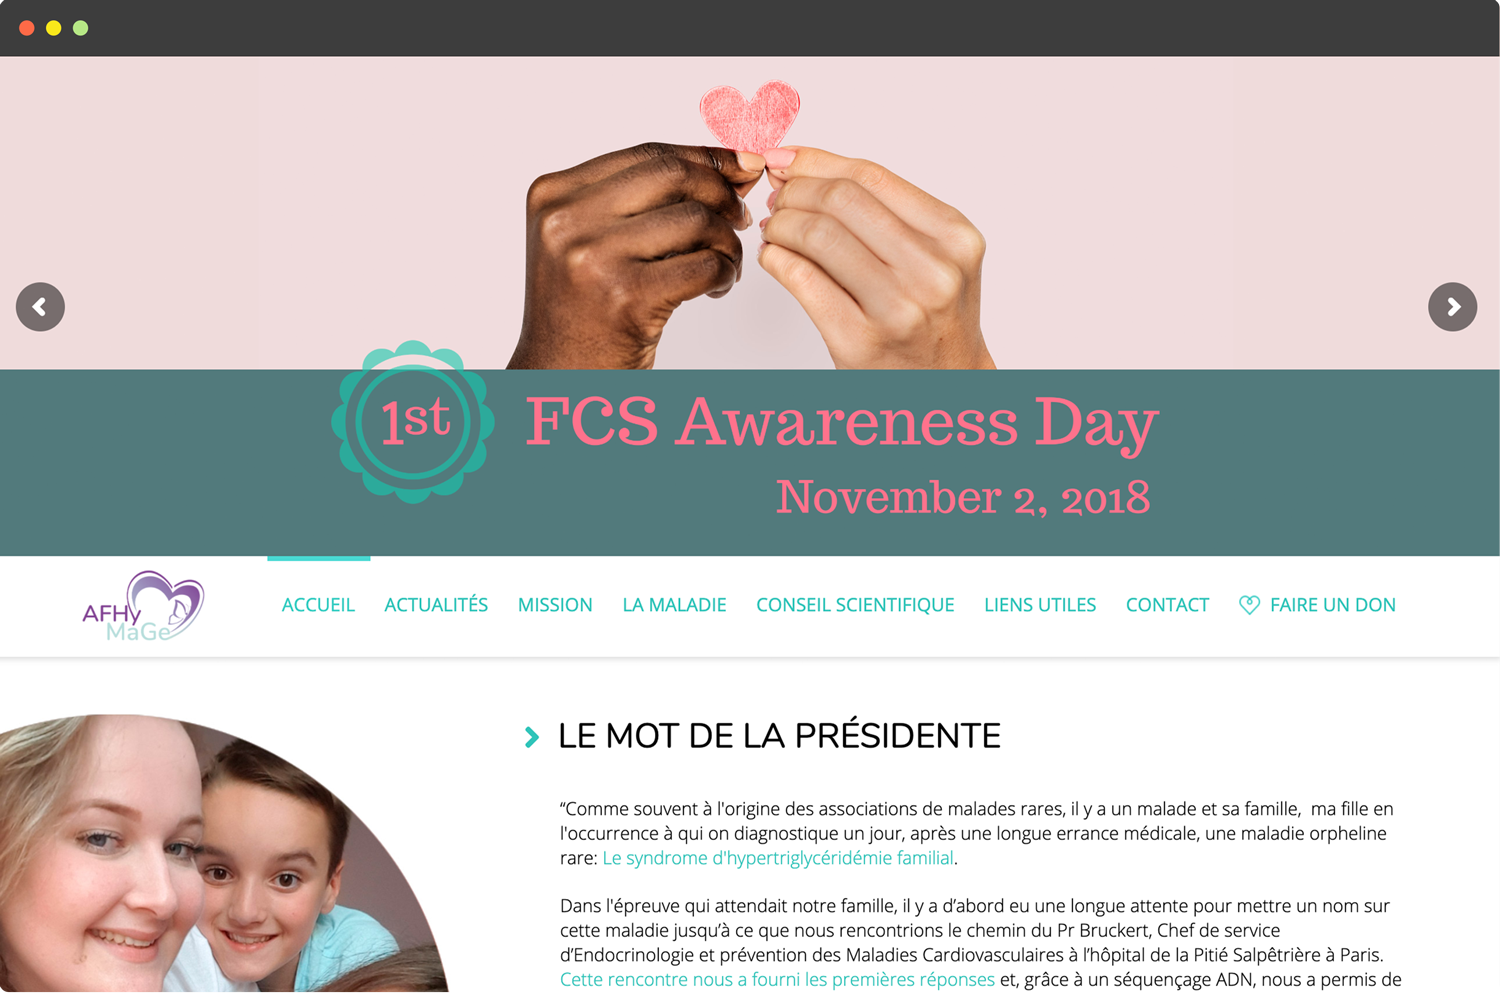 1st
FCS Awareness Day
November 2, 2018
AFHy
MaGe
ACCUEIL ACTUALITÉS MISSION LA MALADIE CONSEIL SCIENTIFIQUE LIENS UTILES CONTACT FAIRE UN DON
LE MOT DE LA PRÉSIDENTE
“Comme souvent à l'origine des associations de malades rares, il y a un malade et sa famille, ma fille en
l'occurrence à qui on diagnostique un jour, après une longue errance médicale, une maladie orpheline
rare: Le syndrome d'hypertriglycéridémie familial.
Dans l'épreuve qui attendait notre famille, il y a d’abord eu une longue attente pour mettre un nom sur
cette maladie jusqu’à ce que nous rencontrions le chemin du Pr Bruckert, Chef de service
d’Endocrinologie et prévention des Maladies Cardiovasculaires à l’hôpital de la Pitié Salpêtrière à Paris.
Cette rencontre nous a fourni les premières réponses et, grâce à un séquençage ADN, nous a permis de